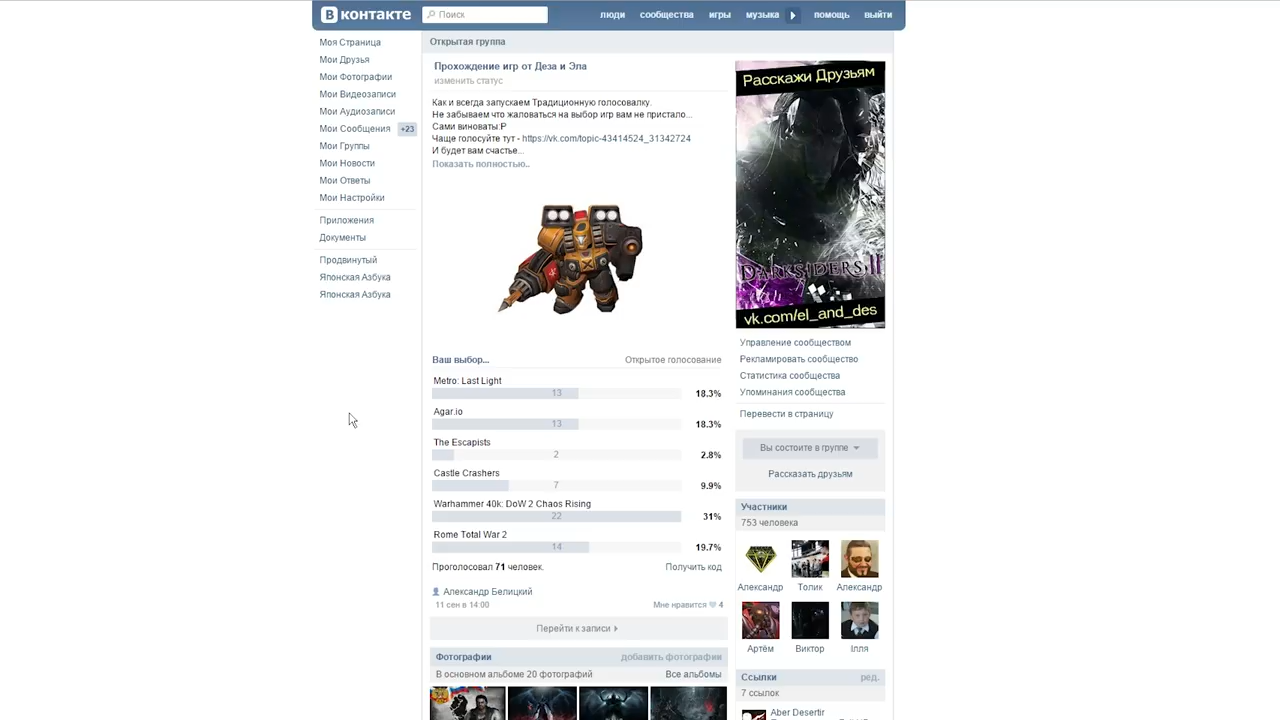 В контакте
Поиск
люди
сообщества
игры
музыка
помощь
выйти
Моя Страница
Мои Друзья
Мои Фотографии
Мои Видеозаписи
Мои Аудиозаписи
Мои Сообщения +23
Мои Группы
Мои Новости
Мои Ответы
Мои Настройки
Приложения
Документы
Продвинутый
Японская Азбука
Японская Азбука
Открытая группа
Прохождение игр от Деза и Эла
изменить статус
Как и всегда запускаем Традиционную голосовалку.
Не забываем что жаловаться на выбор игр вам не пристало...
Сами виноваты:P
Чаще голосуйте тут - https://vk.com/topic-43414524_31342724
И будет вам счастье...
Показать полностью..
Ваш выбор...
Открытое голосование
Metro: Last Light
13
18.3%
Agar.io
13
18.3%
The Escapists
2
2.8%
Castle Crashers
7
9.9%
Warhammer 40k: DoW 2 Chaos Rising
22
31%
Rome Total War 2
14
19.7%
Проголосовал 71 человек.
Получить код
Александр Белицкий
11 сен в 14:00
Мне нравится 4
Перейти к записи
Фотографии
добавить фотографии
В основном альбоме 20 фотографий
Все альбомы
Расскажи Друзьям
DARKSIDERS II
vk.com/el_and_des
Управление сообществом
Рекламировать сообщество
Статистика сообщества
Упоминания сообщества
Перевести в страницу
Вы состоите в группе
Рассказать друзьям
Участники
753 человека
Александр
Толик
Александр
Артём
Виктор
Ілля
Ссылки
ред.
7 ссылок
Aber Desertir